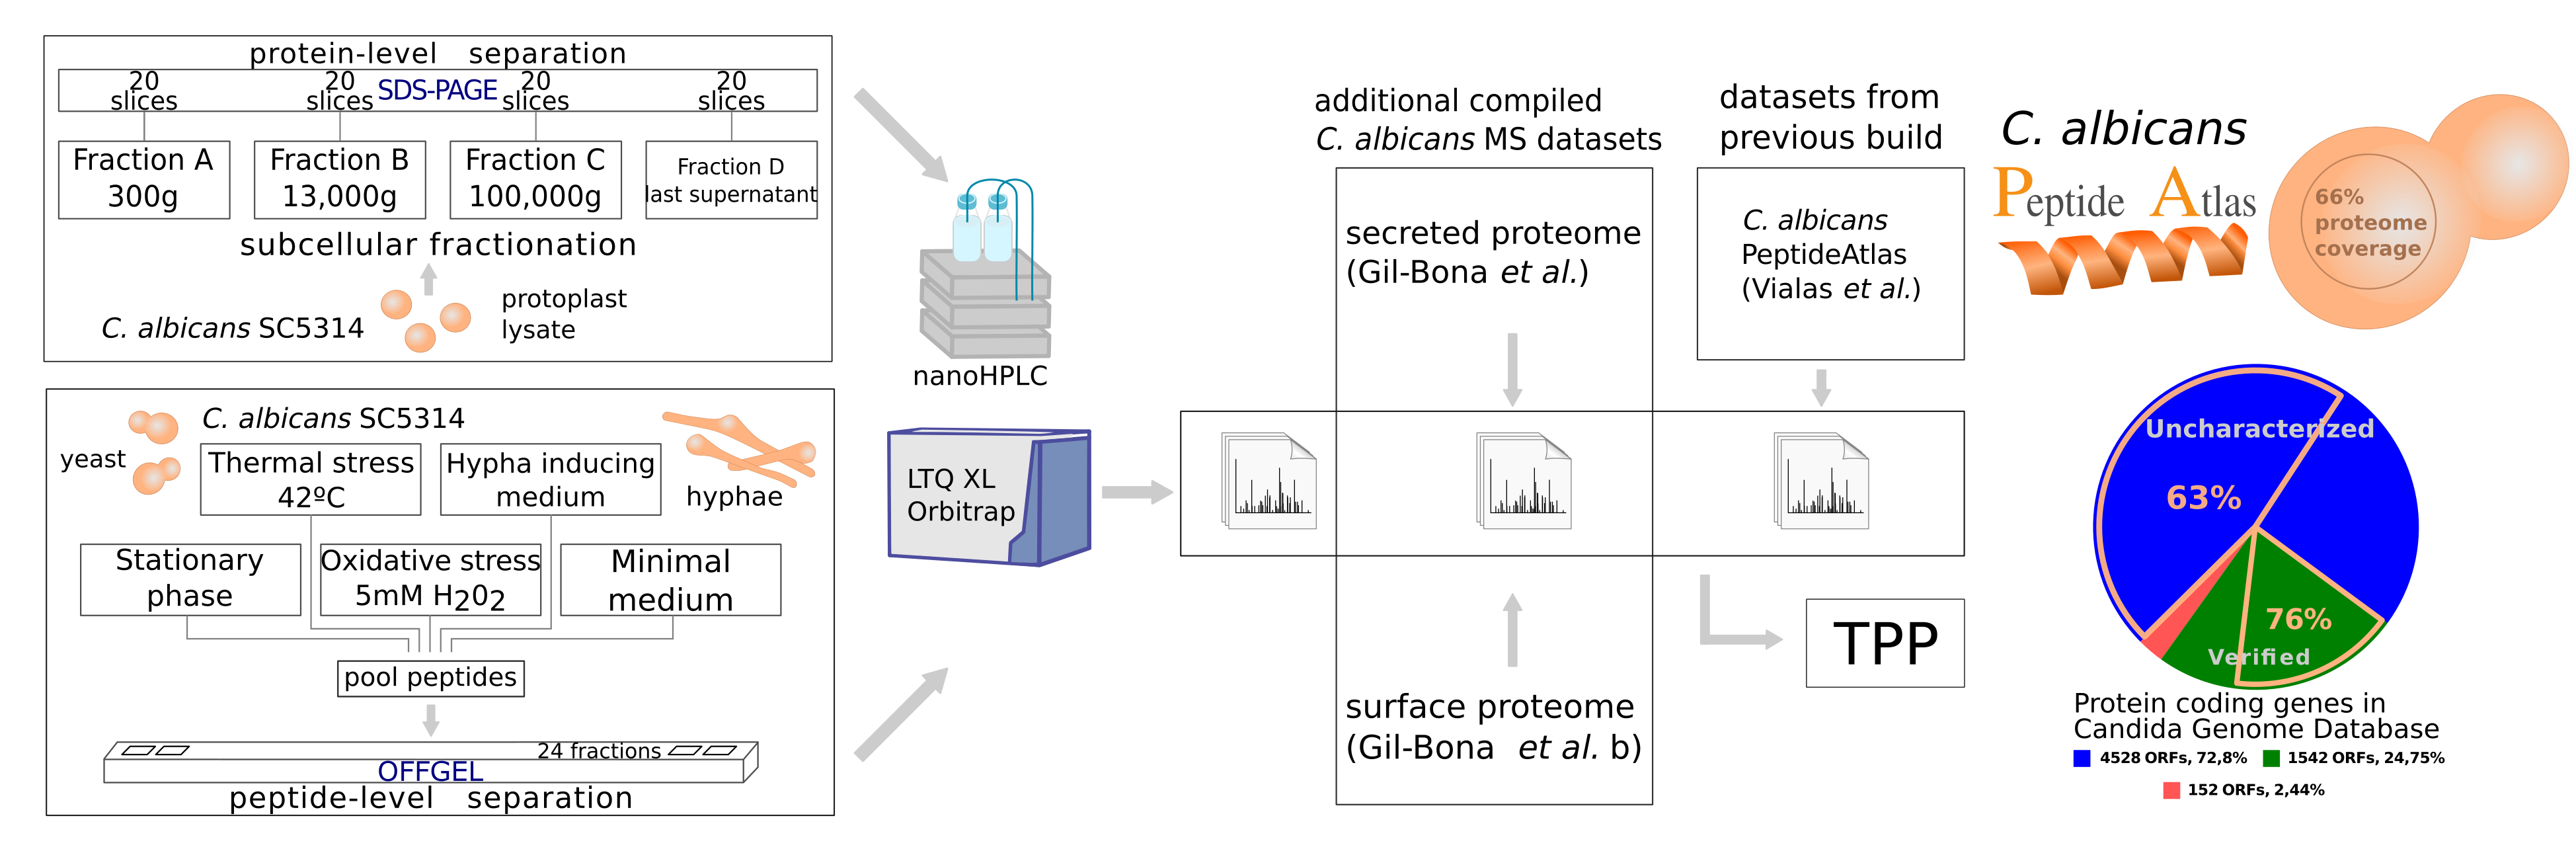 protein-level separation
20 slices
20 slices
SDS-PAGE
20 slices
20 slices
Fraction A
300g
Fraction B
13,000g
Fraction C
100,000g
Fraction D
last supernatant
subcellular fractionation
C. albicans SC5314
protoplast
lysate
C. albicans SC5314
yeast
Thermal stress
42ºC
Hypha inducing
medium
hyphae
Stationary
phase
Oxidative stress
5mM H202
Minimal
medium
pool peptides
24 fractions
OFFGEL
peptide-level separation
nanoHPLC
LTQ XL
Orbitrap
additional compiled
C. albicans MS datasets
secreted proteome
(Gil-Bona et al.)
surface proteome
(Gil-Bona et al. b)
datasets from
previous build
C. albicans
PeptideAtlas
(Vialas et al.)
TPP
C. albicans
Peptide Atlas
66%
proteome
coverage
Uncharacterized
63%
76%
Verified
Protein coding genes in
Candida Genome Database
4528 ORFs, 72,8%
1542 ORFs, 24,75%
152 ORFs, 2,44%